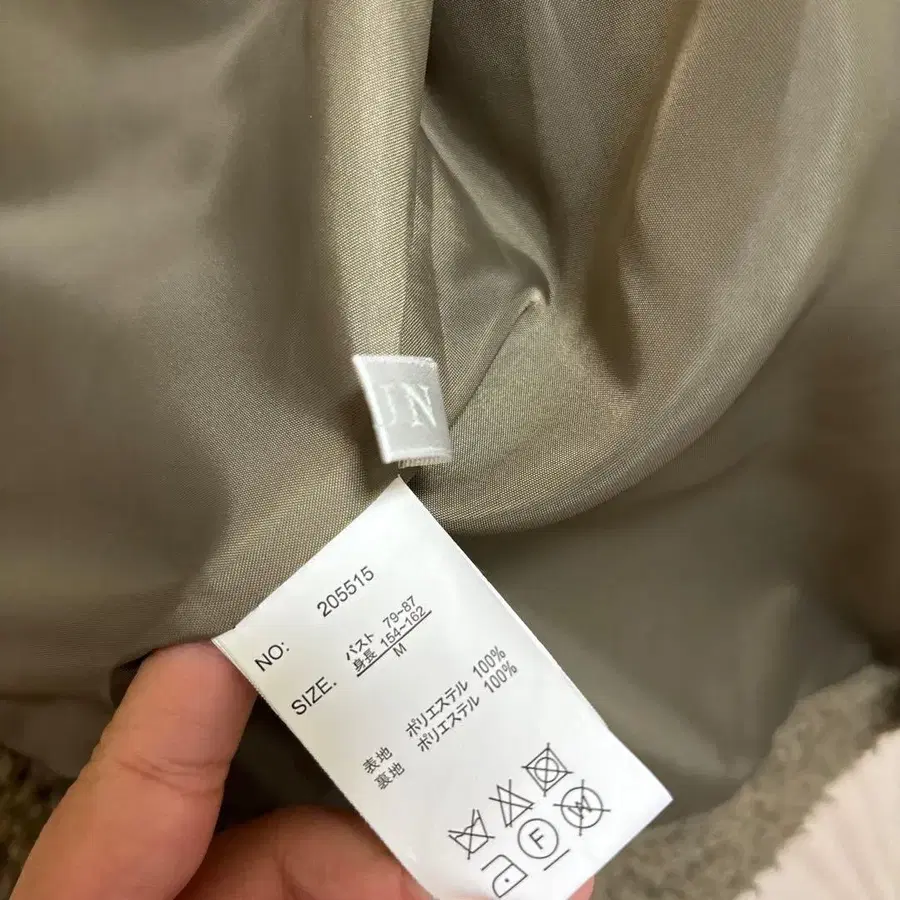 JN
NO: 205515
SIZE. バスト 79~87
身長 154~162
M
表地 ポリエステル 100%
裏地 ポリエステル 100%
F
W